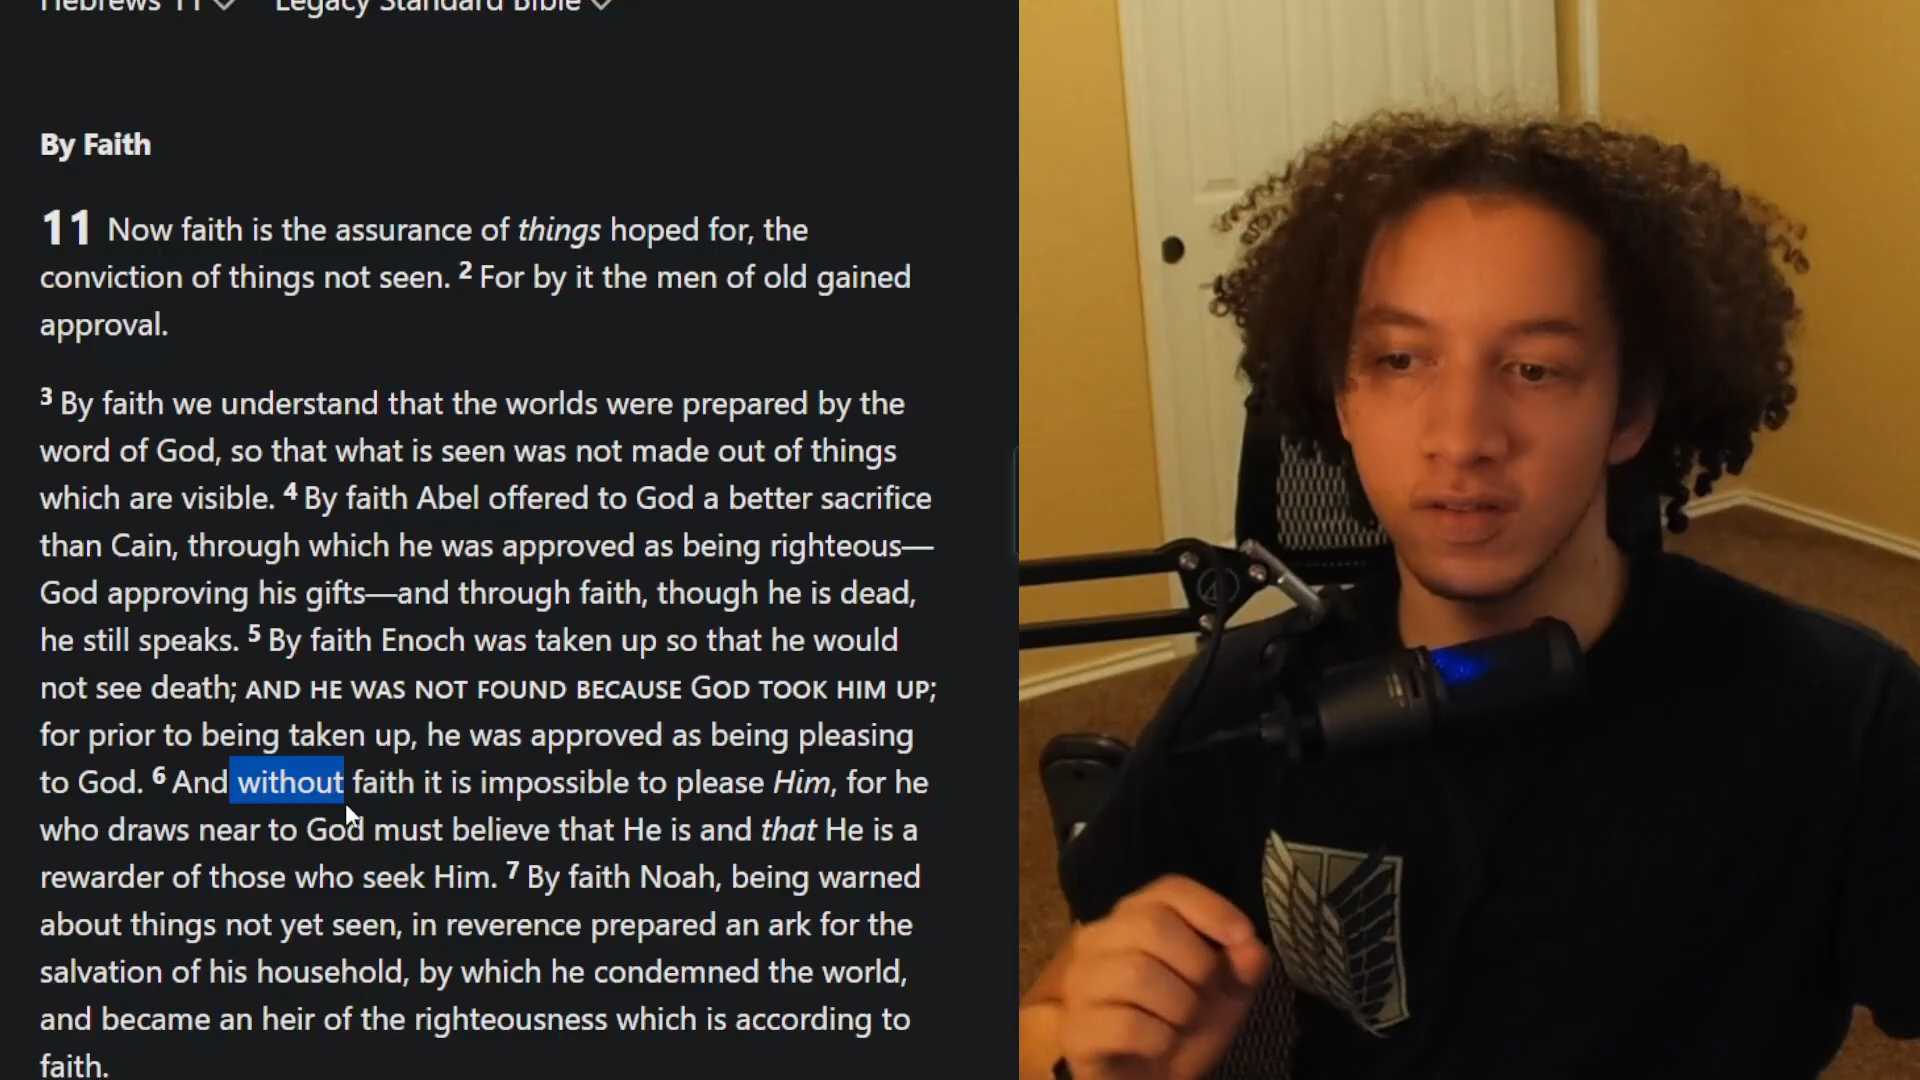 Hebrews 11 Legacy Standard Bible
By Faith
11 Now faith is the assurance of things hoped for, the
conviction of things not seen. 2 For by it the men of old gained
approval.
3 By faith we understand that the worlds were prepared by the
word of God, so that what is seen was not made out of things
which are visible. 4 By faith Abel offered to God a better sacrifice
than Cain, through which he was approved as being righteous—
God approving his gifts—and through faith, though he is dead,
he still speaks. 5 By faith Enoch was taken up so that he would
not see death; AND HE WAS NOT FOUND BECAUSE GOD TOOK HIM UP;
for prior to being taken up, he was approved as being pleasing
to God. 6 And without faith it is impossible to please Him, for he
who draws near to God must believe that He is and that He is a
rewarder of those who seek Him. 7 By faith Noah, being warned
about things not yet seen, in reverence prepared an ark for the
salvation of his household, by which he condemned the world,
and became an heir of the righteousness which is according to
faith.